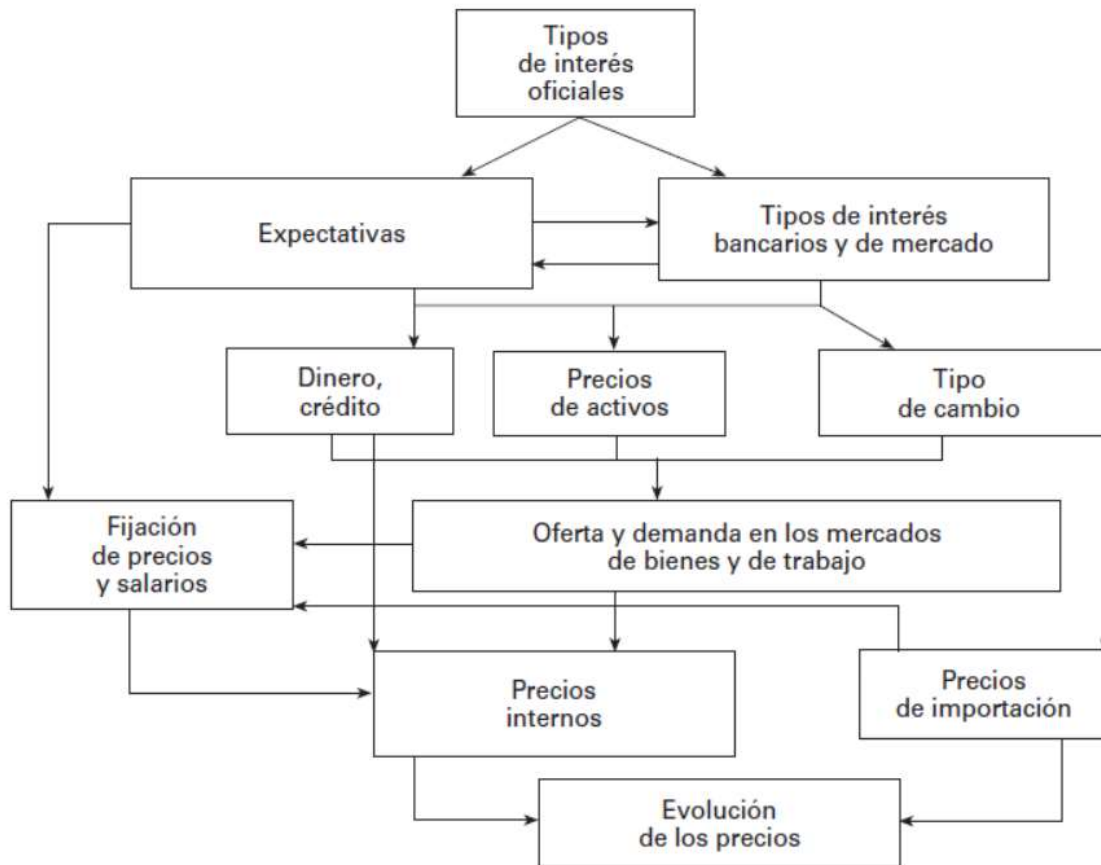 Tipos
de interés
oficiales
Expectativas
Tipos de interés
bancarios y de mercado
Dinero,
crédito
Precios
de activos
Tipo
de cambio
Fijación
de precios
y salarios
Oferta y demanda en los mercados
de bienes y de trabajo
Precios
internos
Precios
de importación
Evolución
de los precios